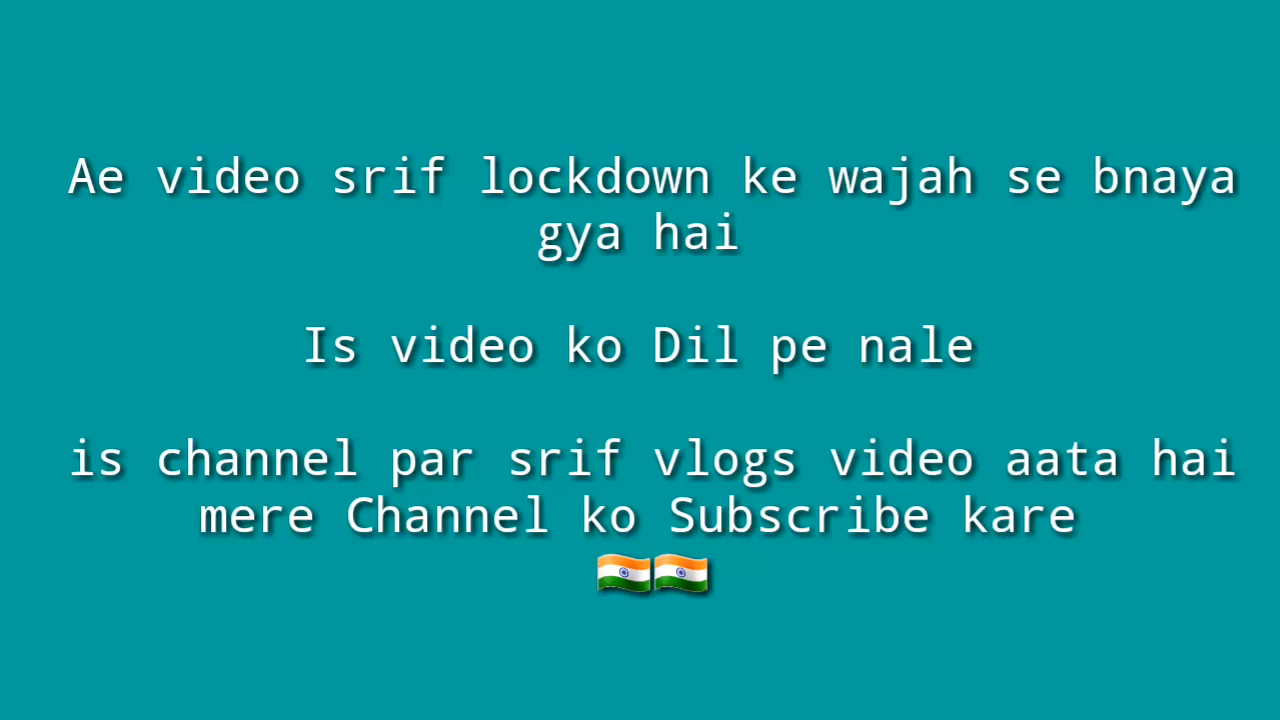 Ae video srif lockdown ke wajah se bnaya
gya hai
Is video ko Dil pe nale
is channel par srif vlogs video aata hai
mere Channel ko Subscribe kare
🇮🇳🇮🇳